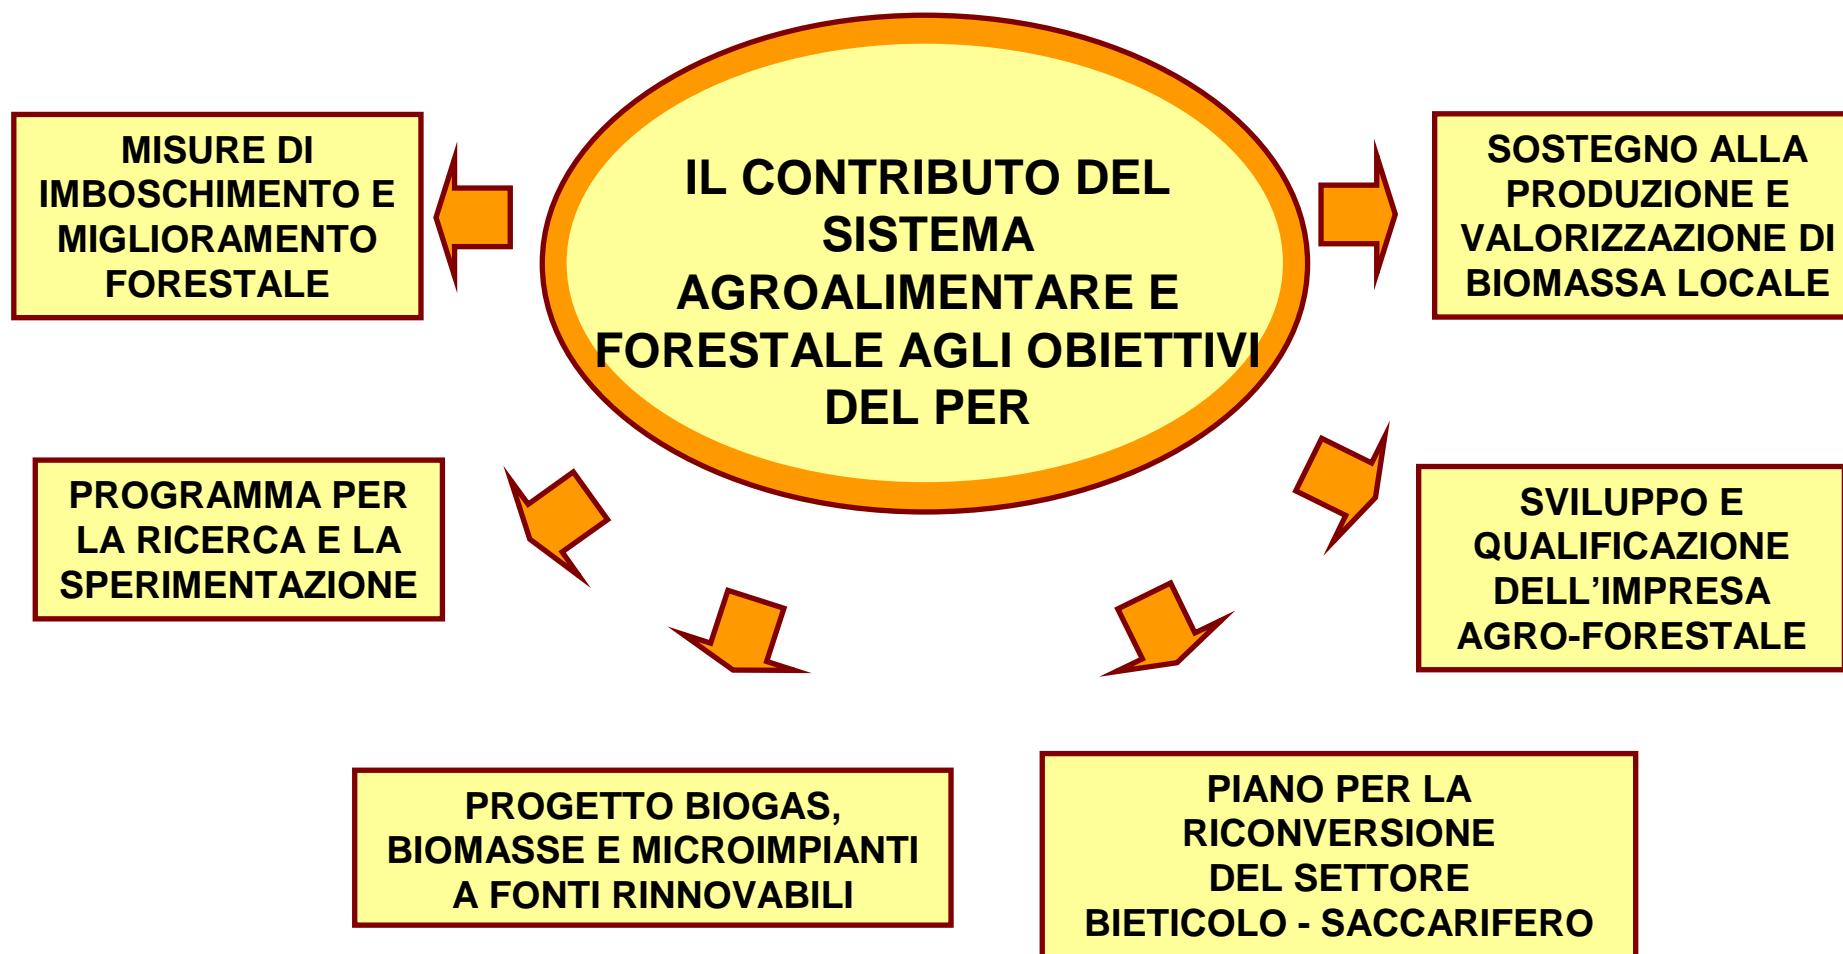 IL CONTRIBUTO DEL
SISTEMA
AGROALIMENTARE E
FORESTALE AGLI OBIETTIVI
DEL PER
MISURE DI
IMBOSCHIMENTO E
MIGLIORAMENTO
FORESTALE
SOSTEGNO ALLA
PRODUZIONE E
VALORIZZAZIONE DI
BIOMASSA LOCALE
PROGRAMMA PER
LA RICERCA E LA
SPERIMENTAZIONE
SVILUPPO E
QUALIFICAZIONE
DELL’IMPRESA
AGRO-FORESTALE
PROGETTO BIOGAS,
BIOMASSE E MICROIMPIANTI
A FONTI RINNOVABILI
PIANO PER LA
RICONVERSIONE
DEL SETTORE
BIETICOLO - SACCARIFERO